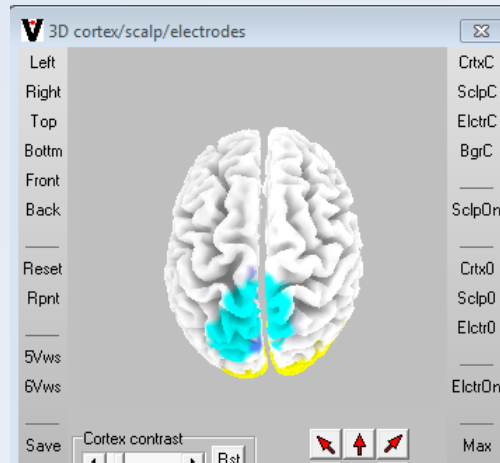 3D cortex/scalp/electrodes
Left
Right
Top
Bottm
Front
Back
Reset
Rpnt
5Vws
6Vws
Save
CrtxC
SclpC
ElctrC
BgrC
SclpOn
Crtx0
Sclp0
Elctr0
ElctrOn
Max
Cortex contrast
Rst